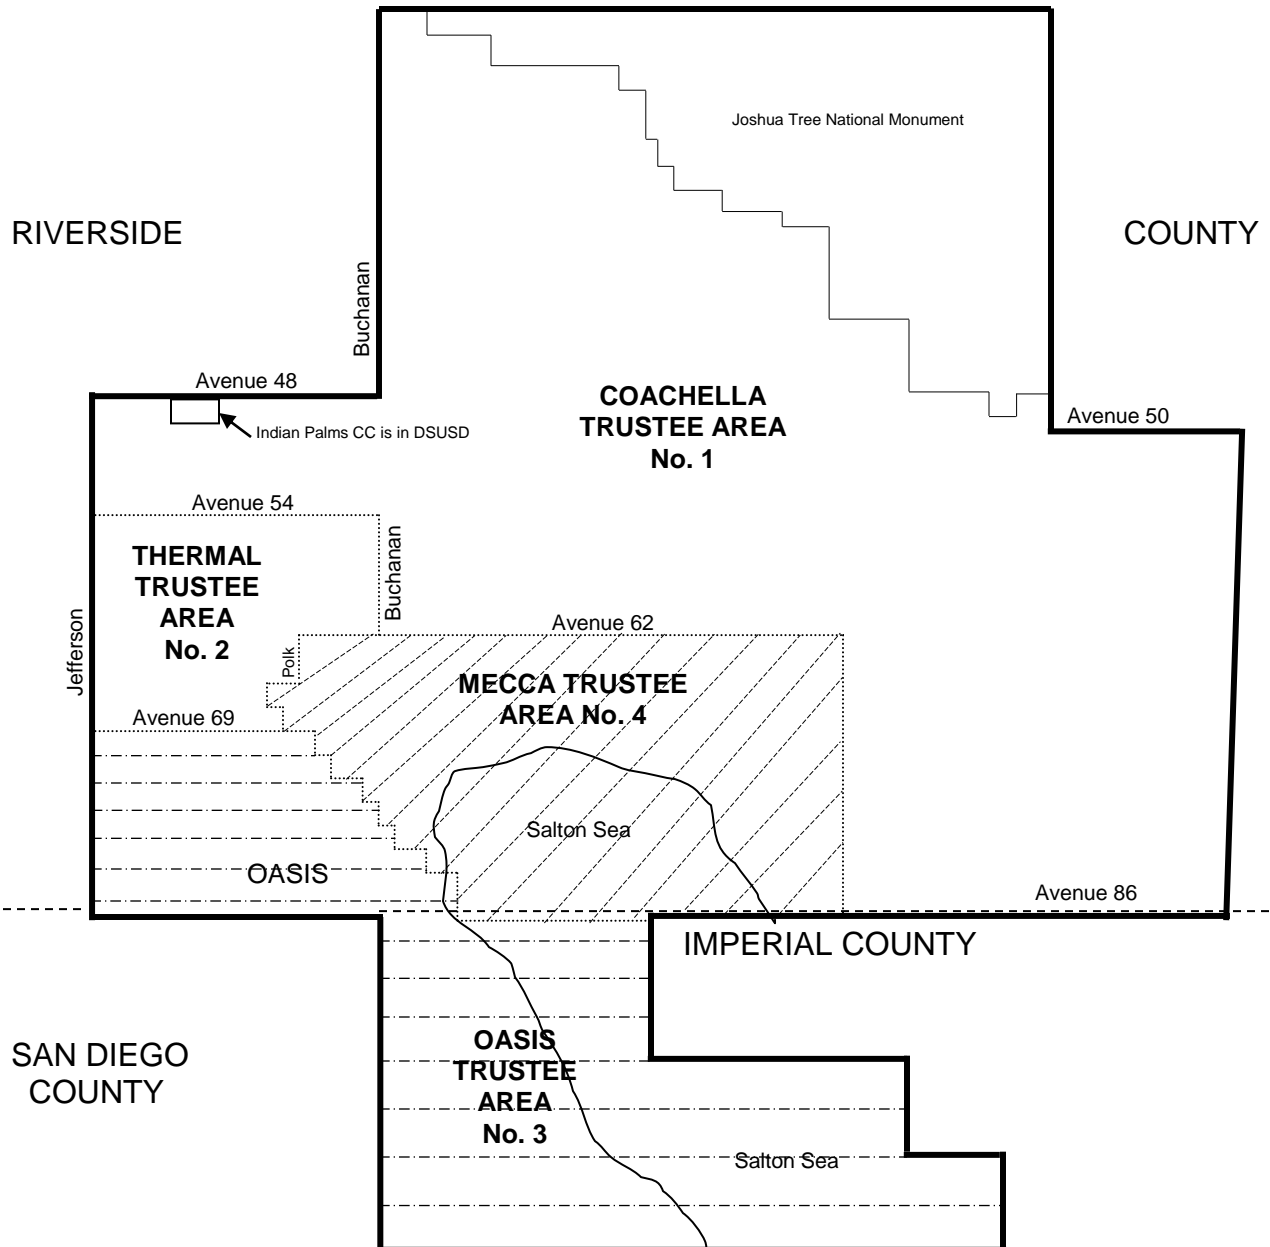 Joshua Tree National Monument
RIVERSIDE
COUNTY
Buchanan
Avenue 48
COACHELLA
TRUSTEE AREA
No. 1
Avenue 50
Indian Palms CC is in DSUSD
Avenue 54
Buchanan
THERMAL
TRUSTEE
AREA
No. 2
Jefferson
Avenue 62
Polk
MECCA TRUSTEE
AREA No. 4
Avenue 69
Salton Sea
OASIS
Avenue 86
IMPERIAL COUNTY
SAN DIEGO
COUNTY
OASIS
TRUSTEE
AREA
No. 3
Salton Sea